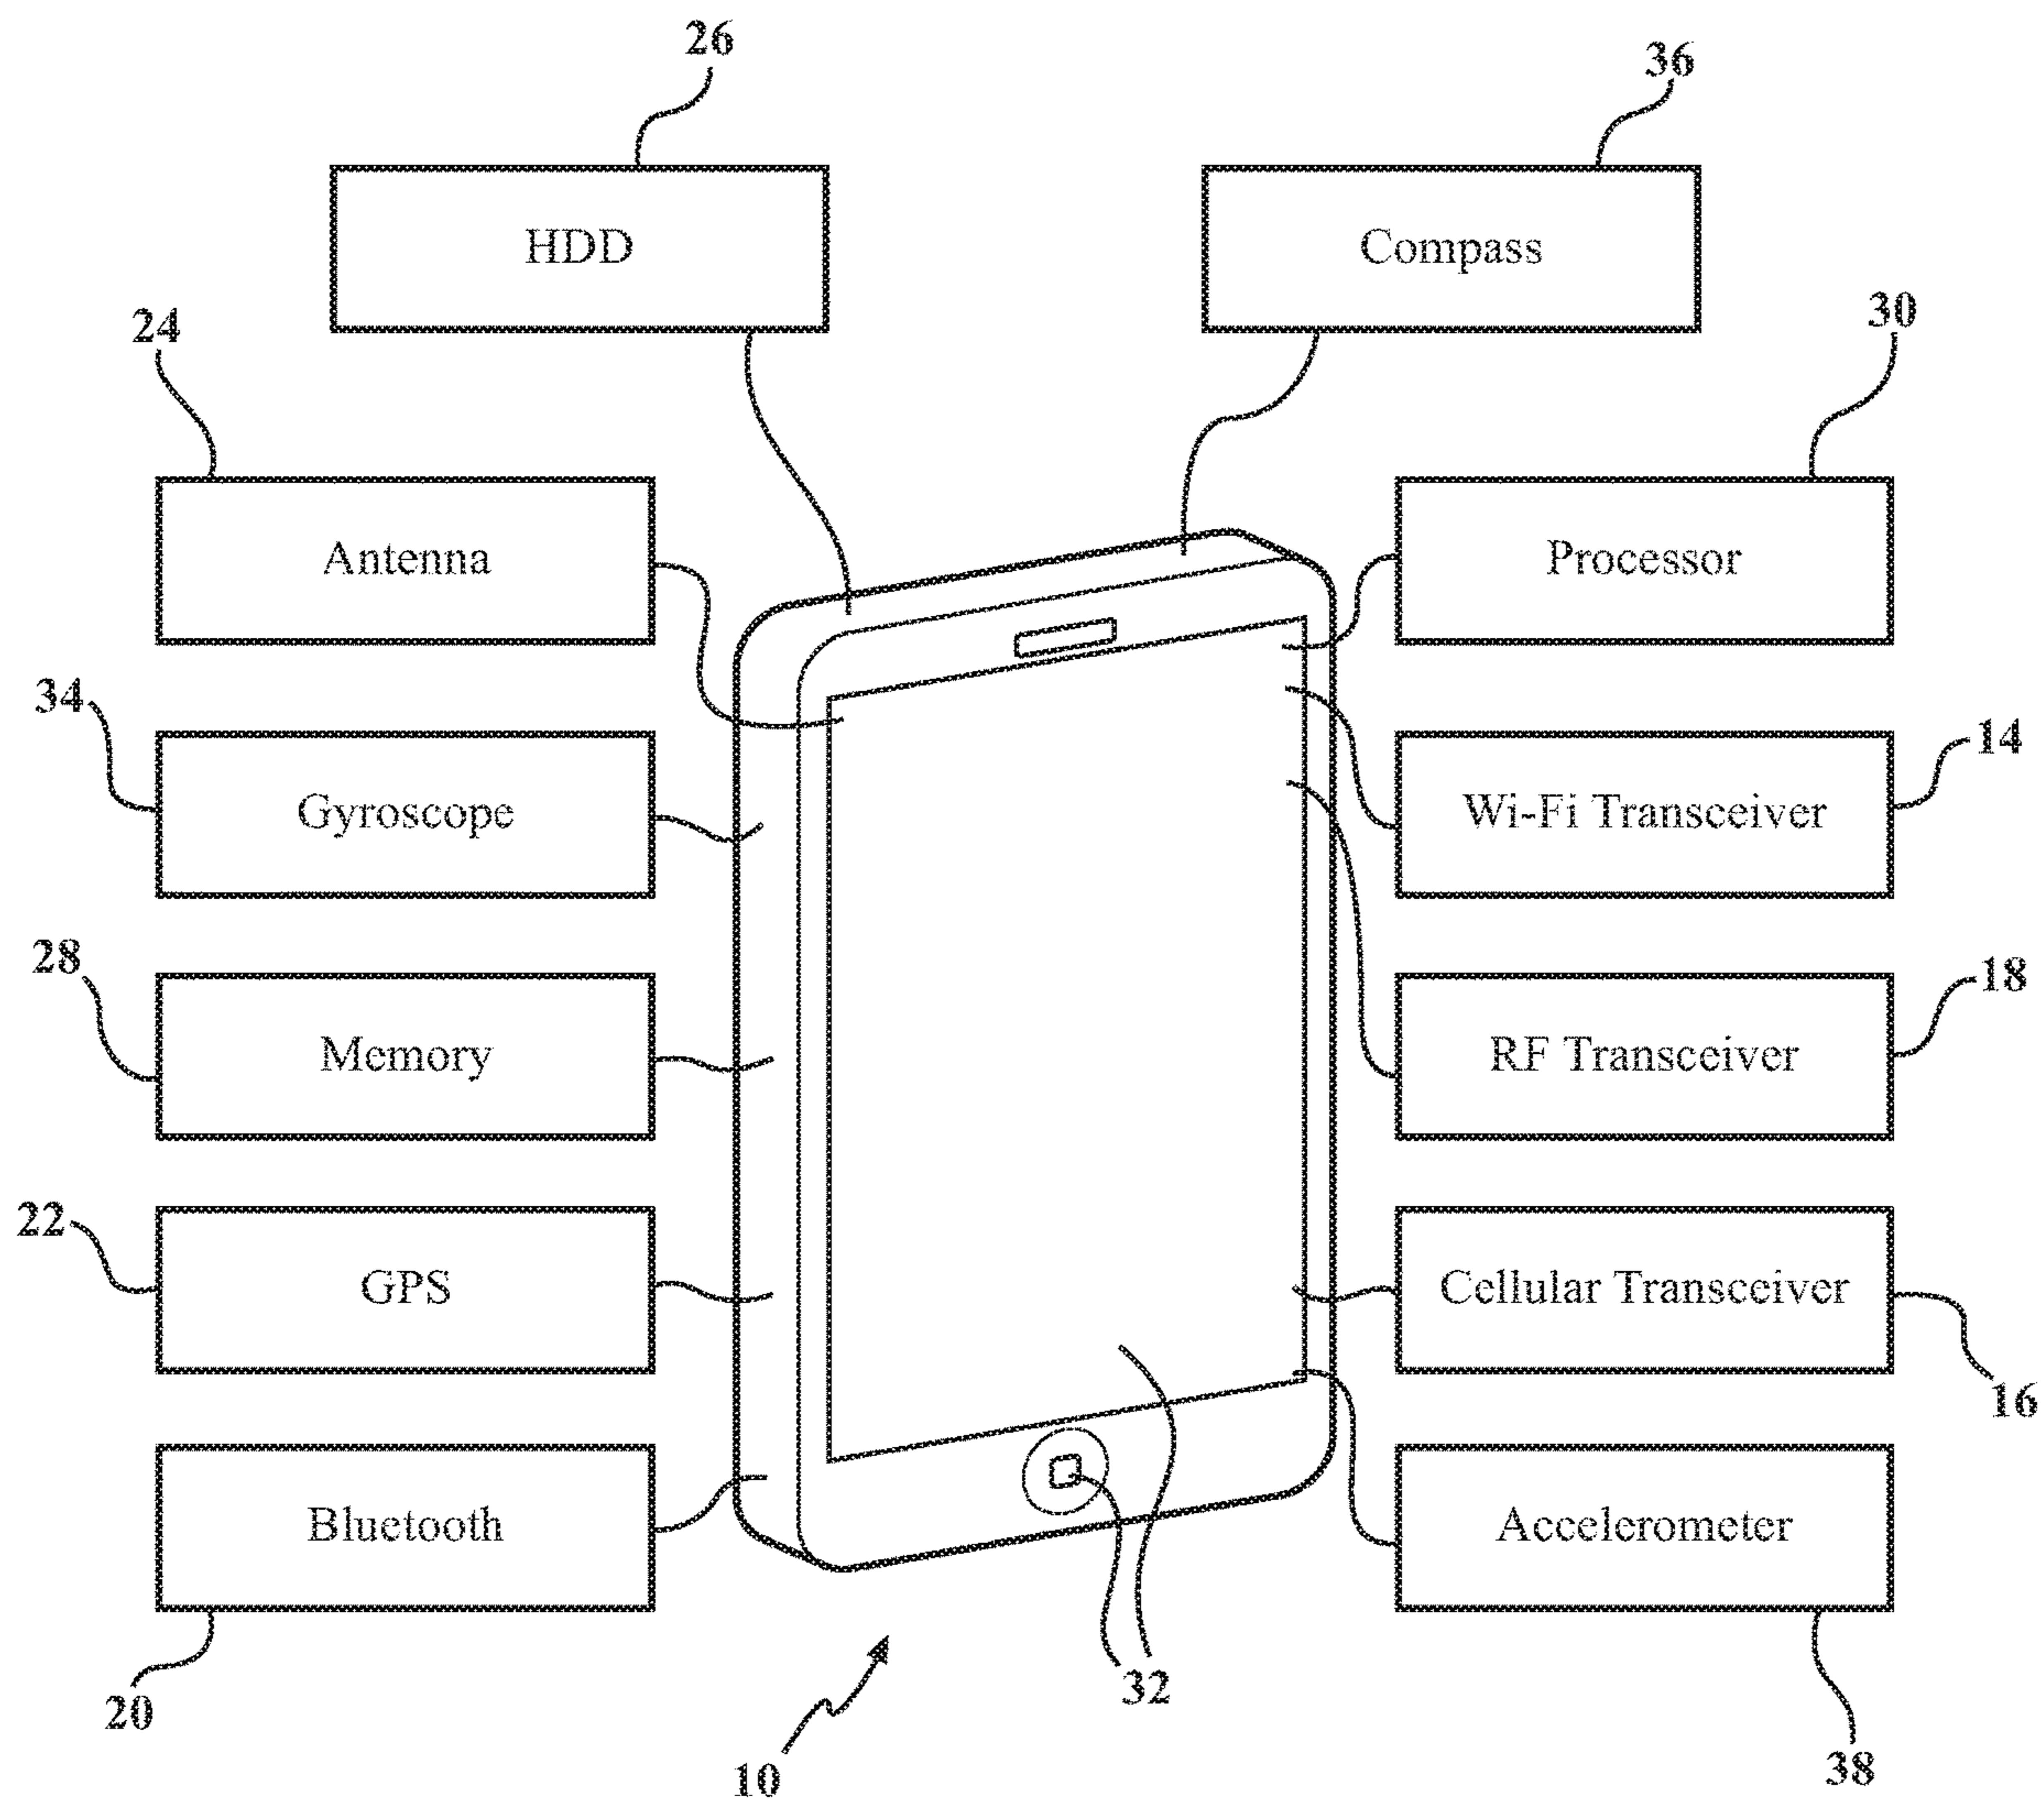 26
36
HDD
Compass
24
30
Antenna
Processor
34
14
Gyroscope
Wi-Fi Transceiver
28
18
Memory
RF Transceiver
22
GPS
Cellular Transceiver
16
Bluetooth
Accelerometer
20
32
10
38